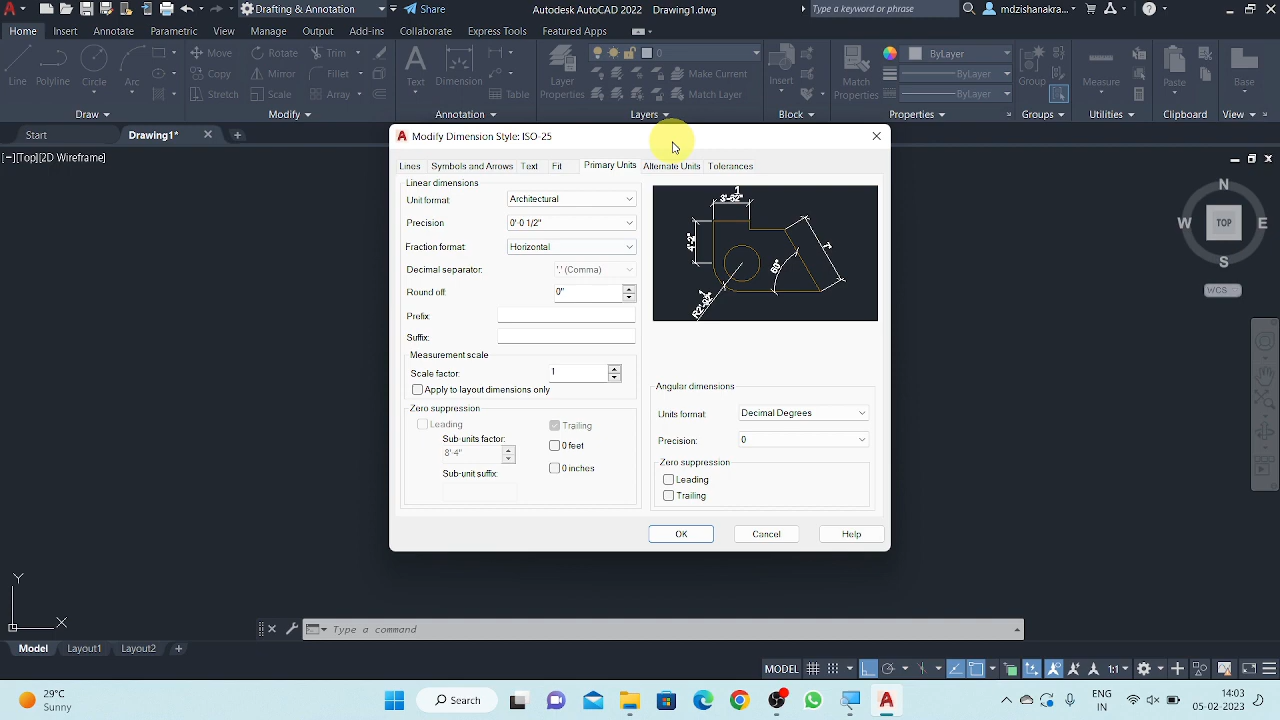 Drafting & Annotation
Share
Autodesk AutoCAD 2022 Drawing1.dwg
Type a keyword or phrase
mdzishanakra...
Home Insert Annotate Parametric View Manage Output Add-ins Collaborate Express Tools Featured Apps
Line Polyline Circle Arc
Move Rotate Trim
Copy Mirror Fillet
Stretch Scale Array
Text Dimension
Table
Layer
Properties
0
Make Current
Match Layer
Insert
Match
Properties
ByLayer
ByLayer
ByLayer
Group
Measure
Paste
Base
Draw Modify Annotation Layers Block Properties Groups Utilities Clipboard View
Start Drawing1*
[−][Top][2D Wireframe]
Modify Dimension Style: ISO-25
Lines Symbols and Arrows Text Fit Primary Units Alternate Units Tolerances
Linear dimensions
Unit format: Architectural
Precision 0'-0 1/2"
Fraction format: Horizontal
Decimal separator: ',' (Comma)
Round off: 0"
Prefix:
Suffix:
Measurement scale
Scale factor: 1
Apply to layout dimensions only
Zero suppression
Leading
Sub-units factor:
8'-4"
Sub-unit suffix:
Trailing
0 feet
0 inches
60°
Angular dimensions
Units format: Decimal Degrees
Precision: 0
Zero suppression
Leading
Trailing
OK Cancel Help
N
W TOP E
S
WCS
Y
X
Type a command
Model Layout1 Layout2
MODEL 1:1
29°C
Sunny
Search
ENG
IN
14:03
05-02-2023